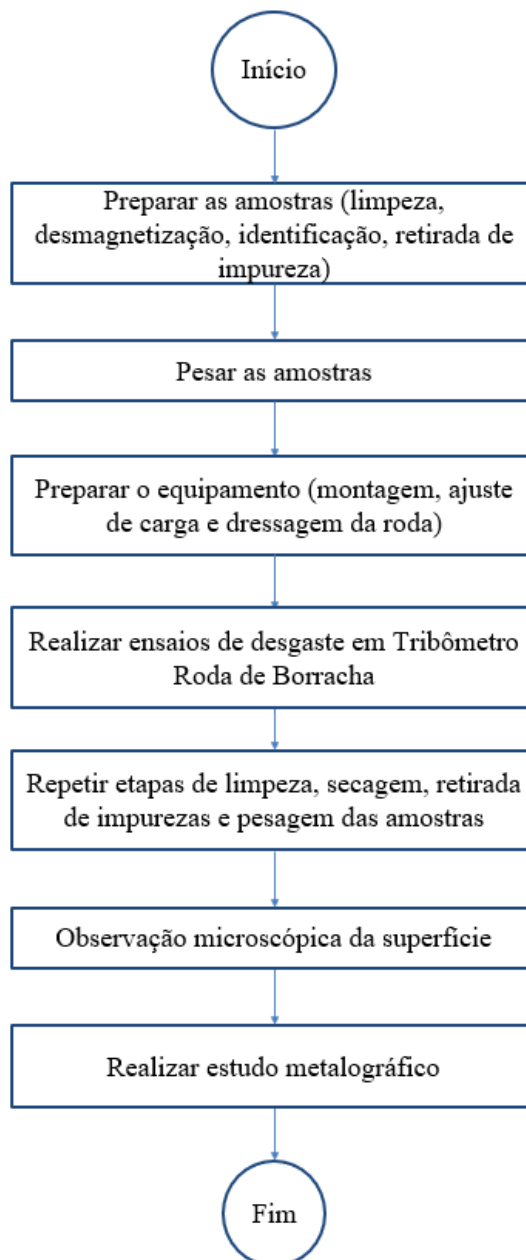 Início
Preparar as amostras (limpeza,
desmagnetização, identificação, retirada de
impureza)
Pesar as amostras
Preparar o equipamento (montagem, ajuste
de carga e dressagem da roda)
Realizar ensaios de desgaste em Tribômetro
Roda de Borracha
Repetir etapas de limpeza, secagem, retirada
de impurezas e pesagem das amostras
Observação microscópica da superfície
Realizar estudo metalográfico
Fim